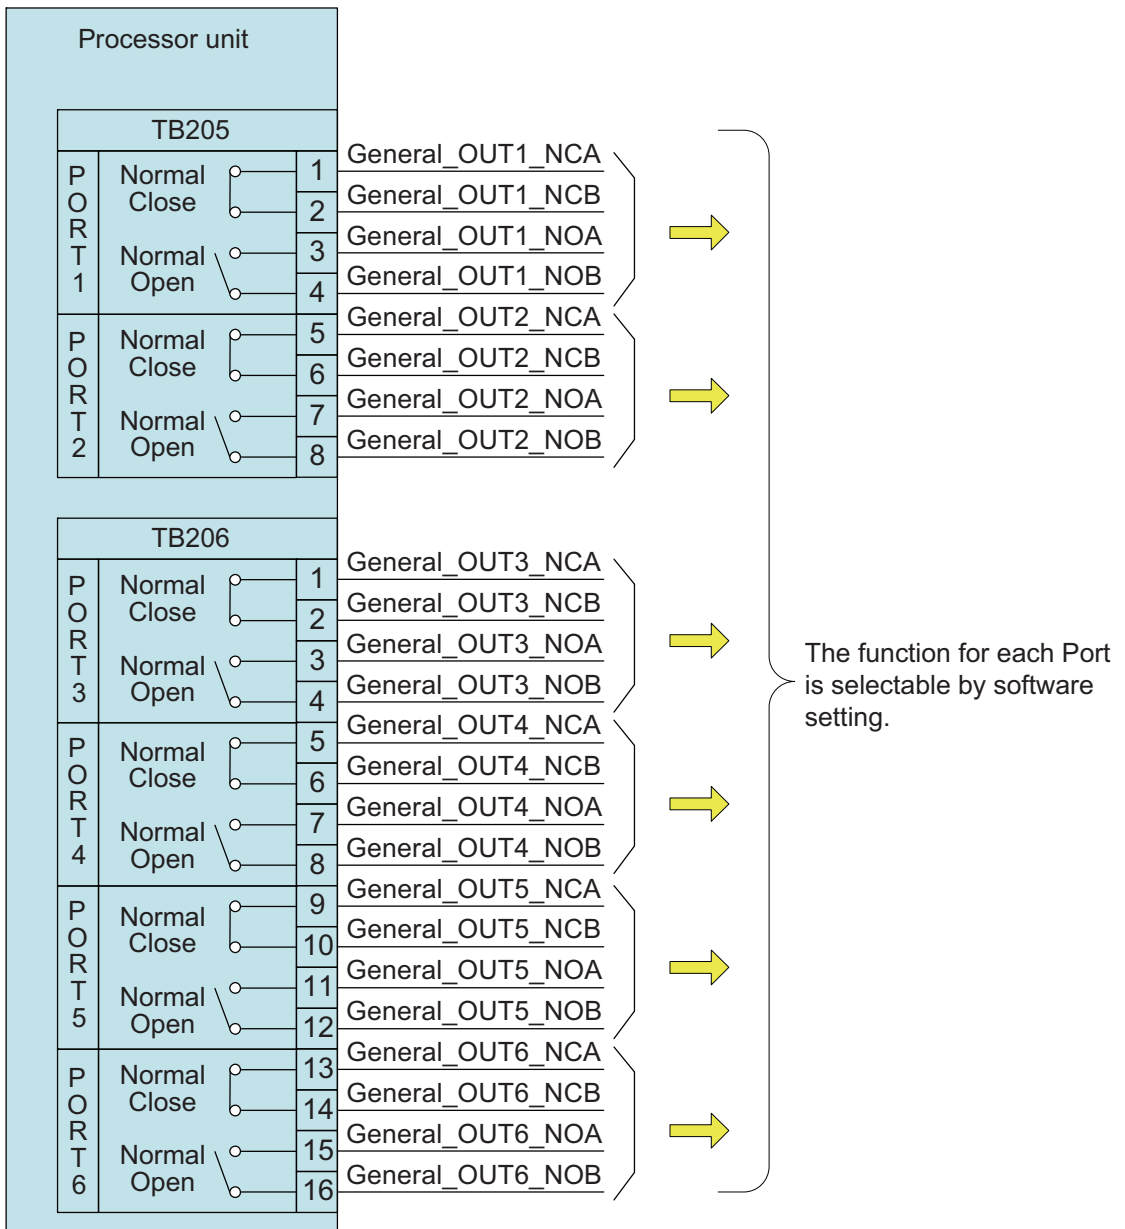 Processor unit
TB205
PORT1
Normal
Close
1
General_OUT1_NCA
2
General_OUT1_NCB
Normal
Open
3
General_OUT1_NOA
4
General_OUT1_NOB
PORT2
Normal
Close
5
General_OUT2_NCA
6
General_OUT2_NCB
Normal
Open
7
General_OUT2_NOA
8
General_OUT2_NOB
TB206
PORT3
Normal
Close
1
General_OUT3_NCA
2
General_OUT3_NCB
Normal
Open
3
General_OUT3_NOA
4
General_OUT3_NOB
PORT4
Normal
Close
5
General_OUT4_NCA
6
General_OUT4_NCB
Normal
Open
7
General_OUT4_NOA
8
General_OUT4_NOB
PORT5
Normal
Close
9
General_OUT5_NCA
10
General_OUT5_NCB
Normal
Open
11
General_OUT5_NOA
12
General_OUT5_NOB
PORT6
Normal
Close
13
General_OUT6_NCA
14
General_OUT6_NCB
Normal
Open
15
General_OUT6_NOA
16
General_OUT6_NOB
The function for each Port
is selectable by software
setting.